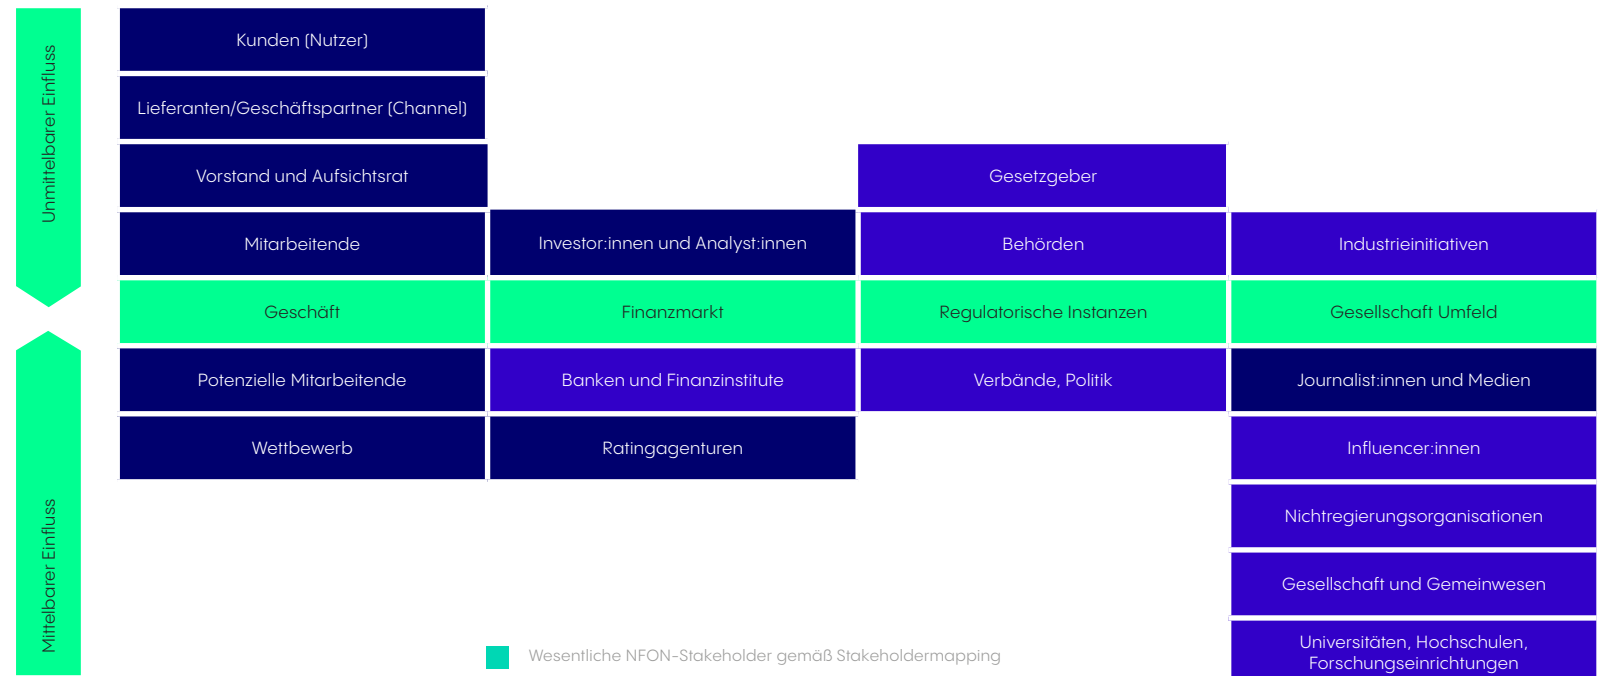 Unmittelbarer Einfluss
Kunden (Nutzer)
Lieferanten/Geschäftspartner (Channel)
Vorstand und Aufsichtsrat
Gesetzgeber
Mitarbeitende
Investor:innen und Analyst:innen
Behörden
Industrieinitiativen
Geschäft
Finanzmarkt
Regulatorische Instanzen
Gesellschaft Umfeld
Mittelbarer Einfluss
Potenzielle Mitarbeitende
Banken und Finanzinstitute
Verbände, Politik
Journalist:innen und Medien
Wettbewerb
Ratingagenturen
Influencer:innen
Nichtregierungsorganisationen
Gesellschaft und Gemeinwesen
Universitäten, Hochschulen,
Forschungseinrichtungen
Wesentliche NFON-Stakeholder gemäß Stakeholdermapping